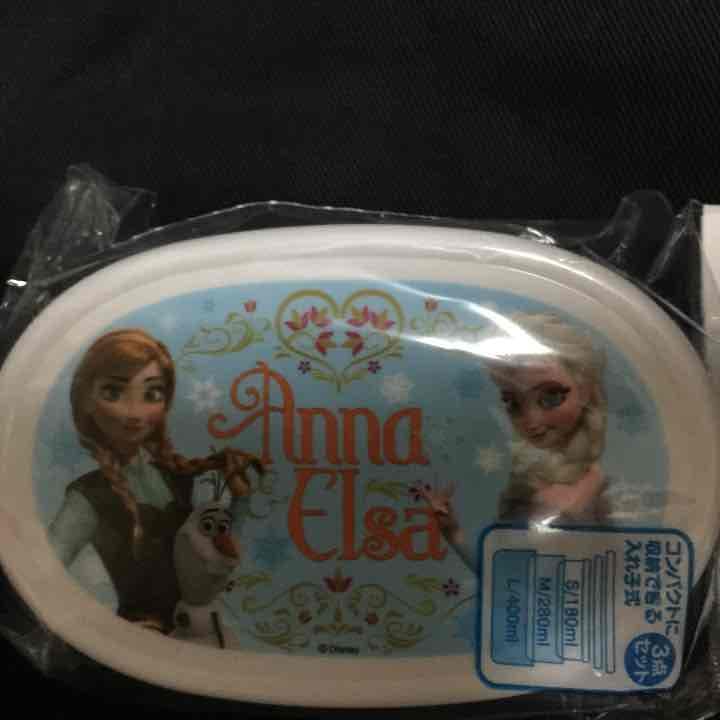 Anna
Elsa
©Disney
コンパクトに
収納できる
入れ子式
3点
セット
S/180ml
M/280ml
L/400ml